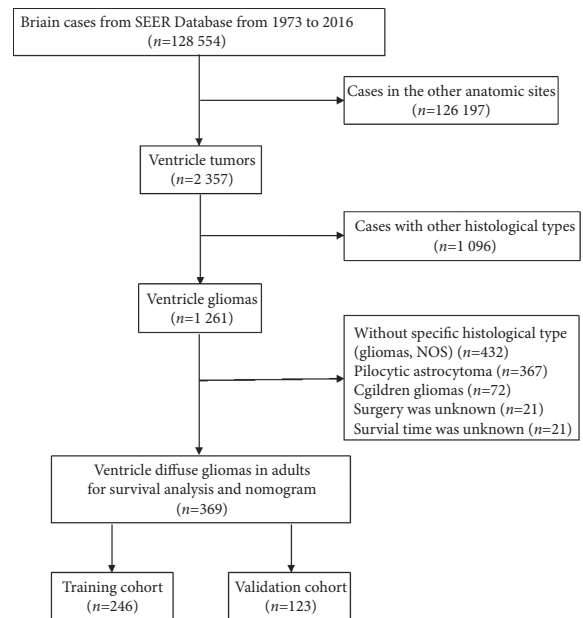 Briain cases from SEER Database from 1973 to 2016
(n=128 554)
Cases in the other anatomic sites
(n=126 197)
Ventricle tumors
(n=2 357)
Cases with other histological types
(n=1 096)
Ventricle gliomas
(n=1 261)
Without specific histological type
(gliomas, NOS) (n=432)
Pilocytic astrocytoma (n=367)
Cgildren gliomas (n=72)
Surgery was unknown (n=21)
Survial time was unknown (n=21)
Ventricle diffuse gliomas in adults
for survival analysis and nomogram
(n=369)
Training cohort
(n=246)
Validation cohort
(n=123)